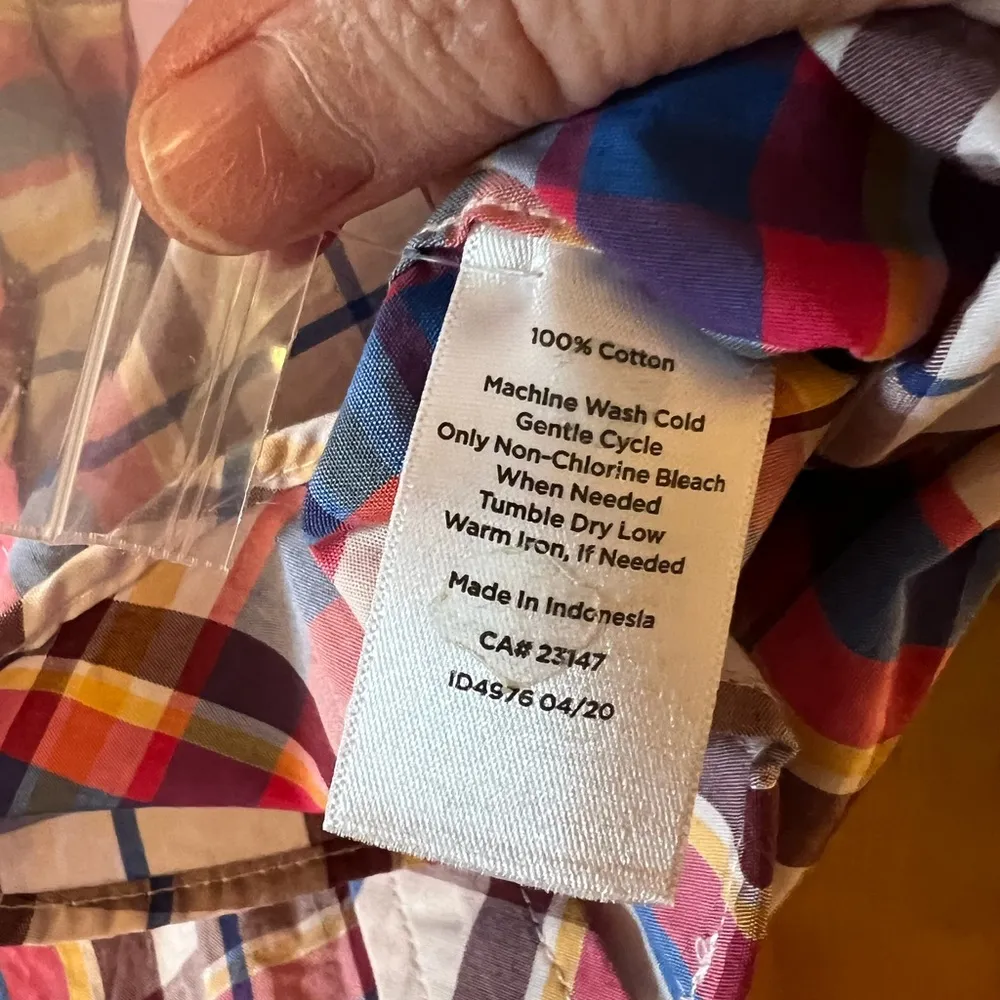 100% Cotton
Machine Wash Cold
Gentle Cycle
Only Non-Chlorine Bleach
When Needed
Tumble Dry Low
Warm Iron, If Needed
Made In Indonesia
CA# 23147
ID4976 04/20